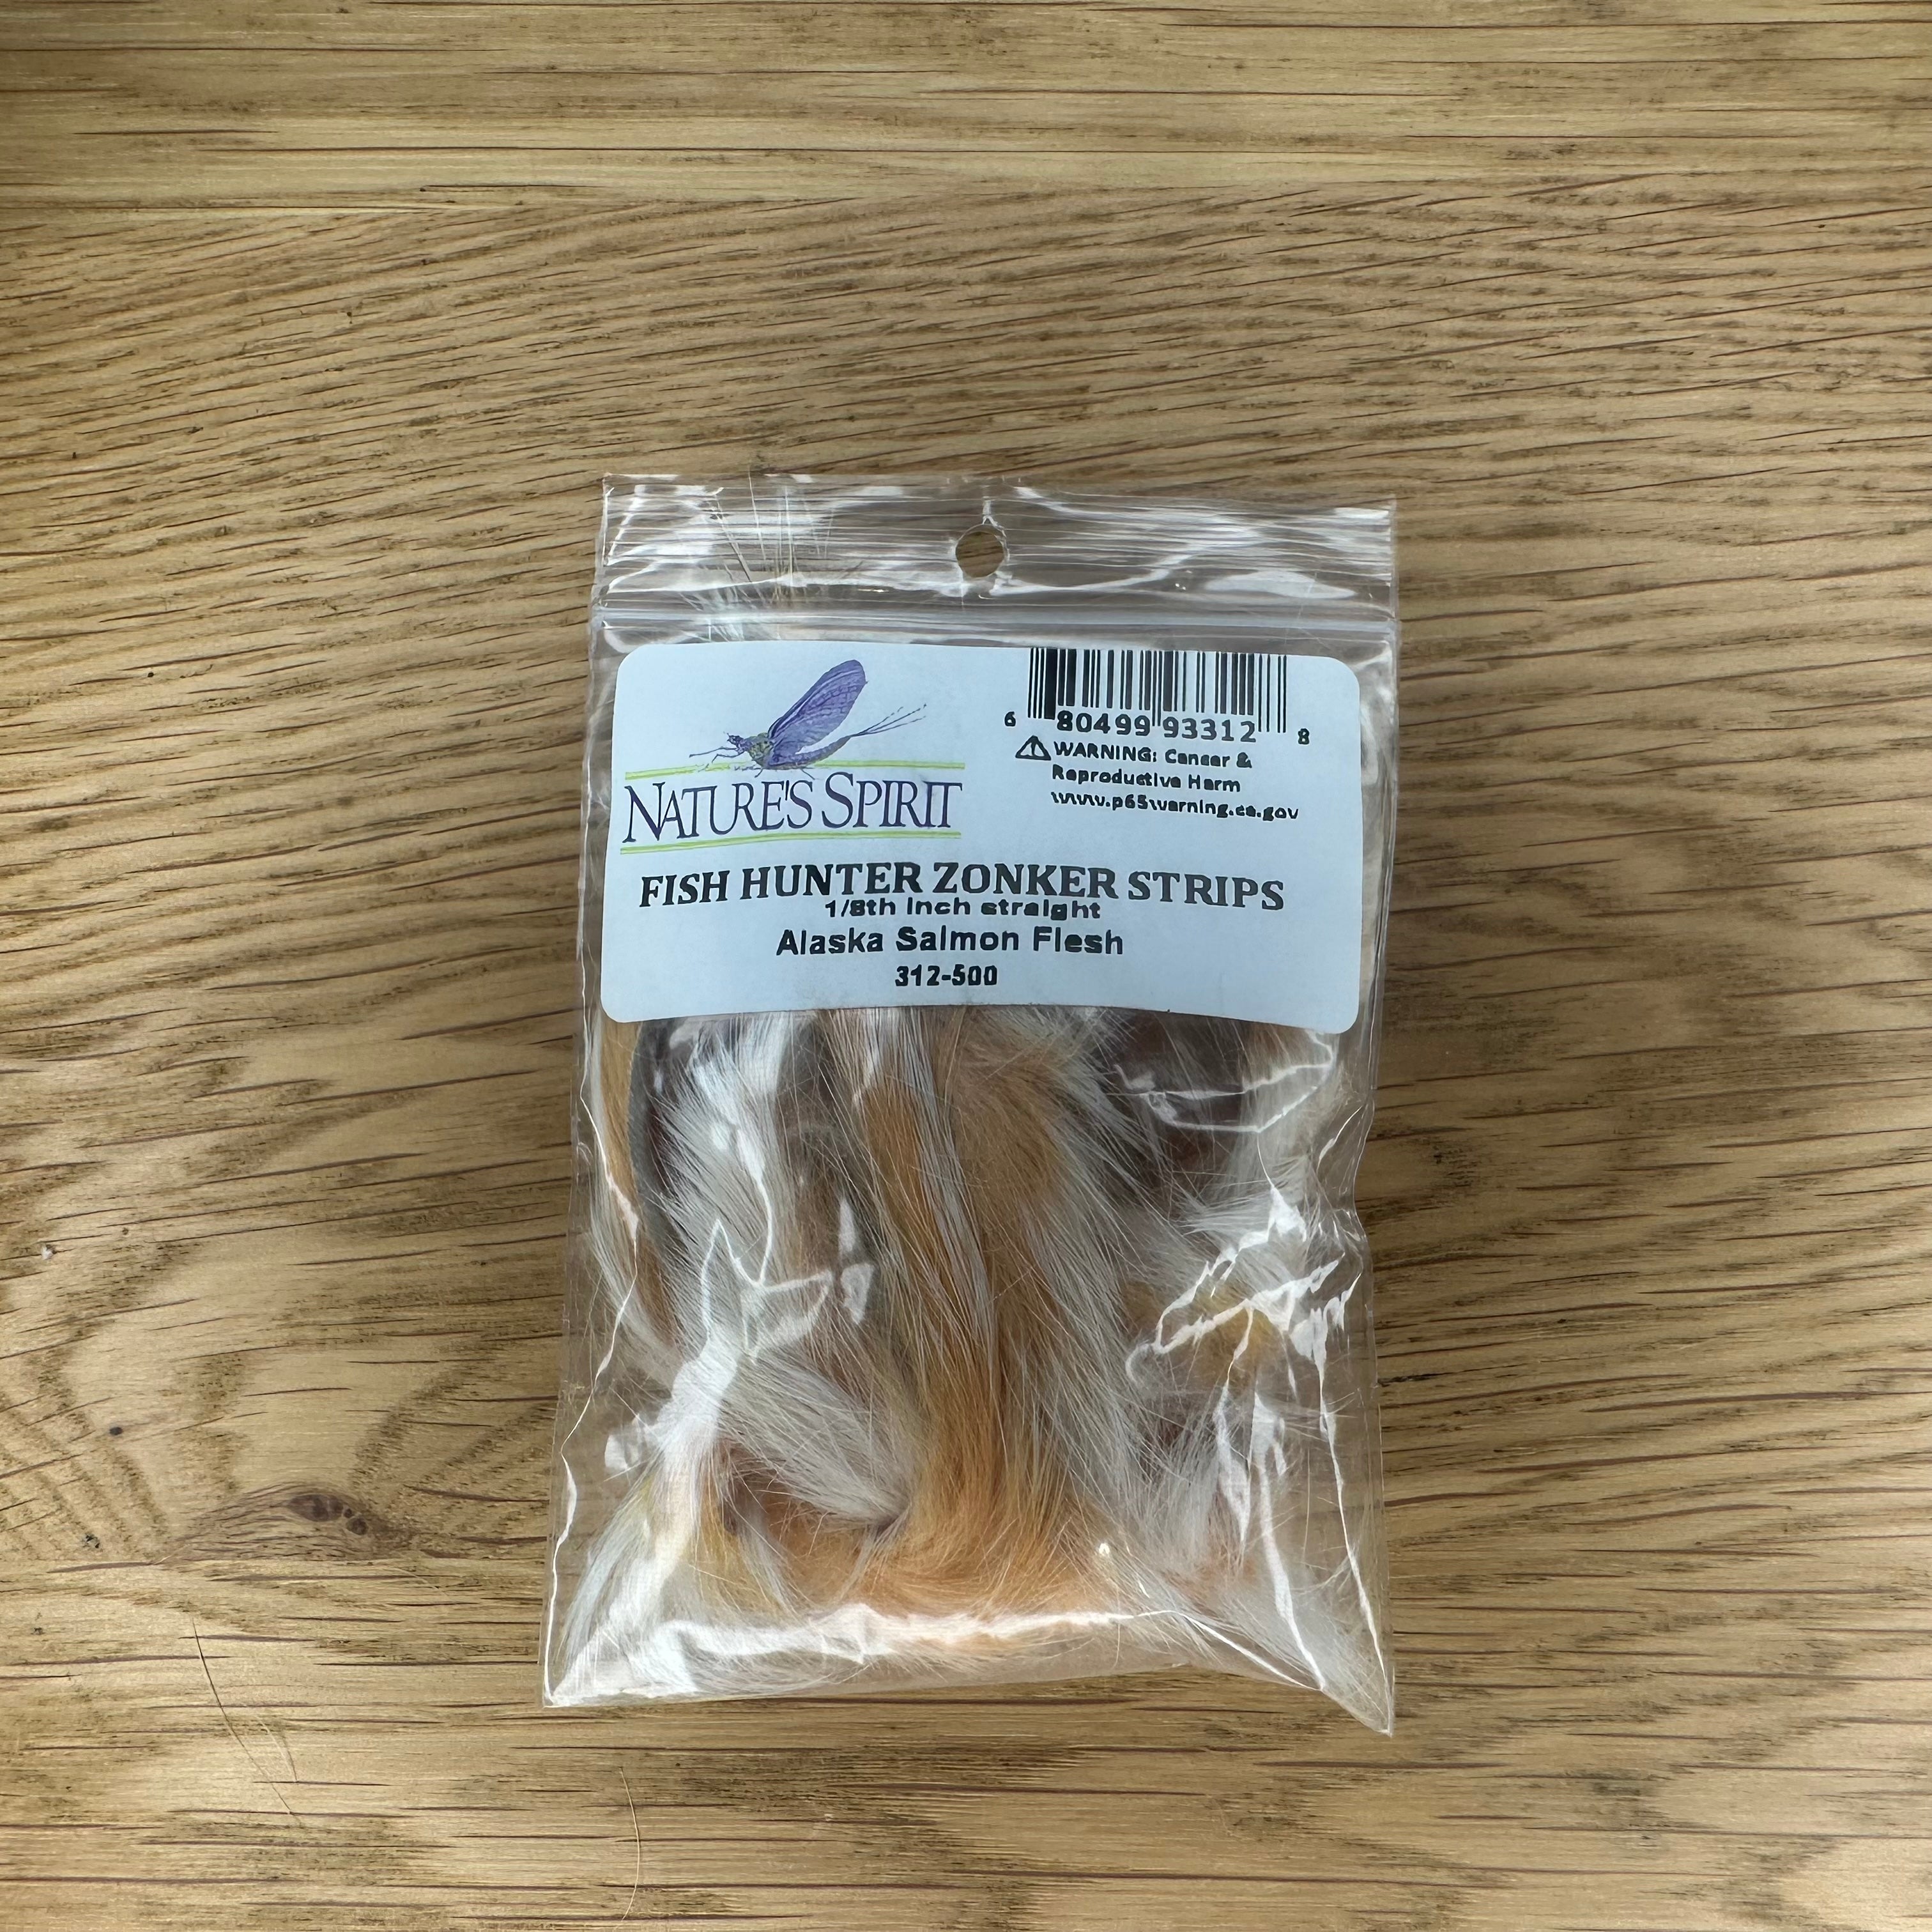 NATURE'S SPIRIT
6 80499 93312 8
WARNING: Cancer &
Reproductive Harm
www.p65warning.ca.gov
FISH HUNTER ZONKER STRIPS
1/8th inch straight
Alaska Salmon Flesh
312-500